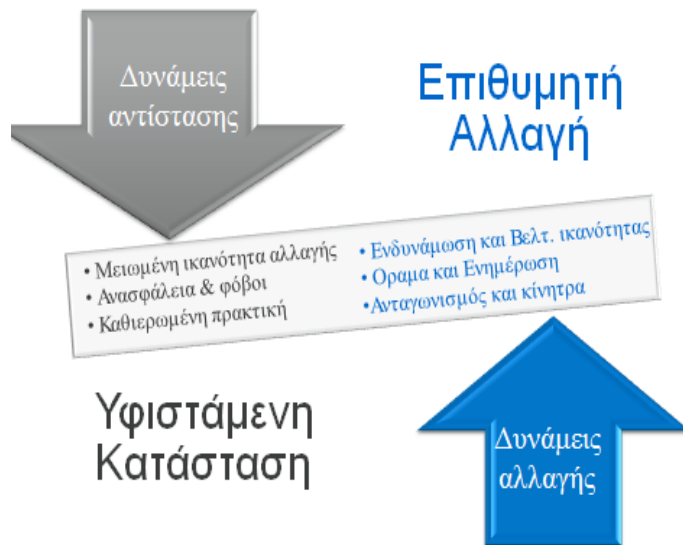 Δυνάμεις
αντίστασης
Επιθυμητή
Αλλαγή
• Μειωμένη ικανότητα αλλαγής
• Ανασφάλεια & φόβοι
• Καθιερωμένη πρακτική
• Ενδυνάμωση και Βελτ. ικανότητας
• Οραμα και Ενημέρωση
•Ανταγωνισμός και κίνητρα
Υφιστάμενη
Κατάσταση
Δυνάμεις
αλλαγής